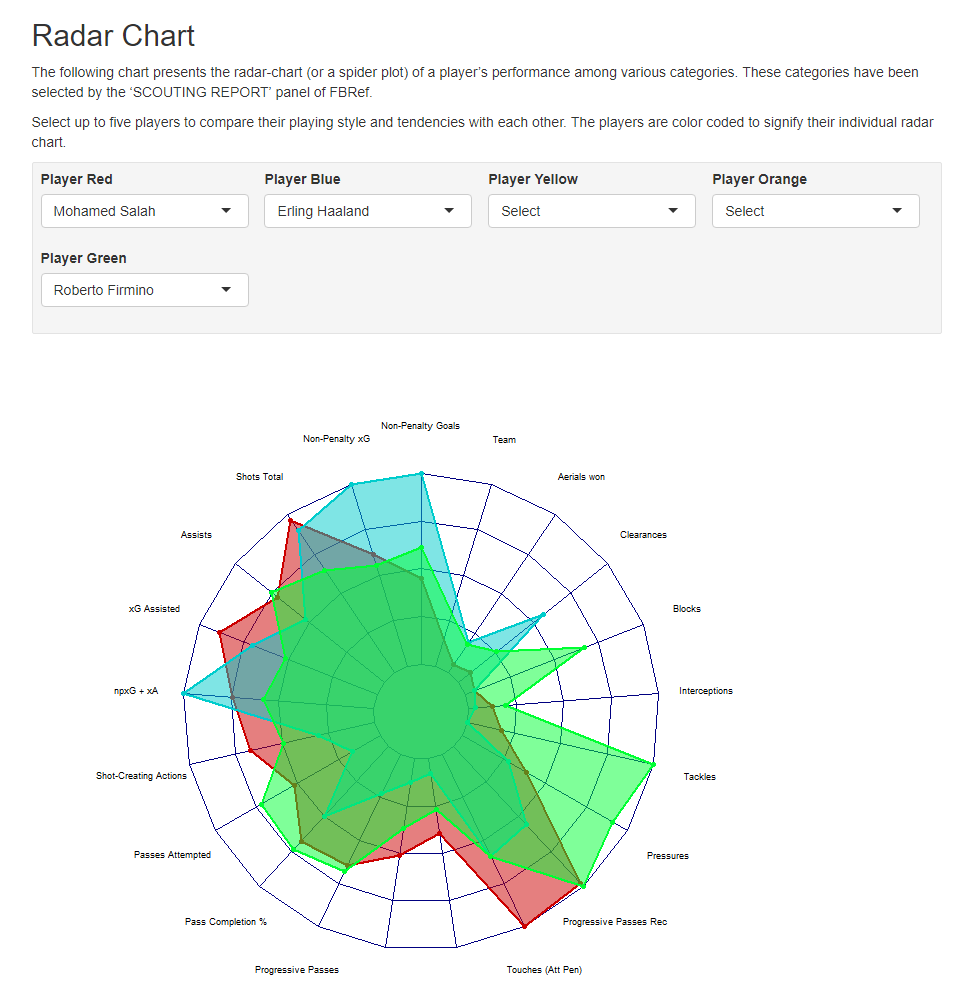 Radar Chart
The following chart presents the radar-chart (or a spider plot) of a player’s performance among various categories. These categories have been
selected by the ‘SCOUTING REPORT’ panel of FBRef.
Select up to five players to compare their playing style and tendencies with each other. The players are color coded to signify their individual radar
chart.
Player Red
Mohamed Salah
Player Blue
Erling Haaland
Player Yellow
Select
Player Orange
Select
Player Green
Roberto Firmino
Non-Penalty Goals
Non-Penalty xG
Team
Shots Total
Aerials won
Assists
Clearances
xG Assisted
Blocks
npxG + xA
Interceptions
Shot-Creating Actions
Tackles
Passes Attempted
Pressures
Pass Completion %
Progressive Passes Rec
Progressive Passes
Touches (Att Pen)